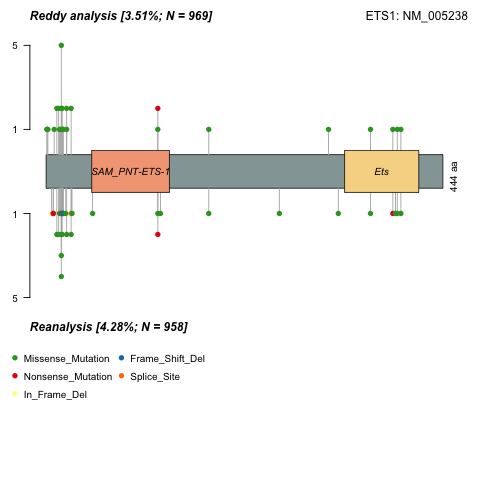 Reddy analysis [3.51%; N = 969]
ETS1: NM_005238
5
1
SAM_PNT-ETS-1
Ets
444 aa
1
5
Reanalysis [4.28%; N = 958]
Missense_Mutation
Frame_Shift_Del
Nonsense_Mutation
Splice_Site
In_Frame_Del